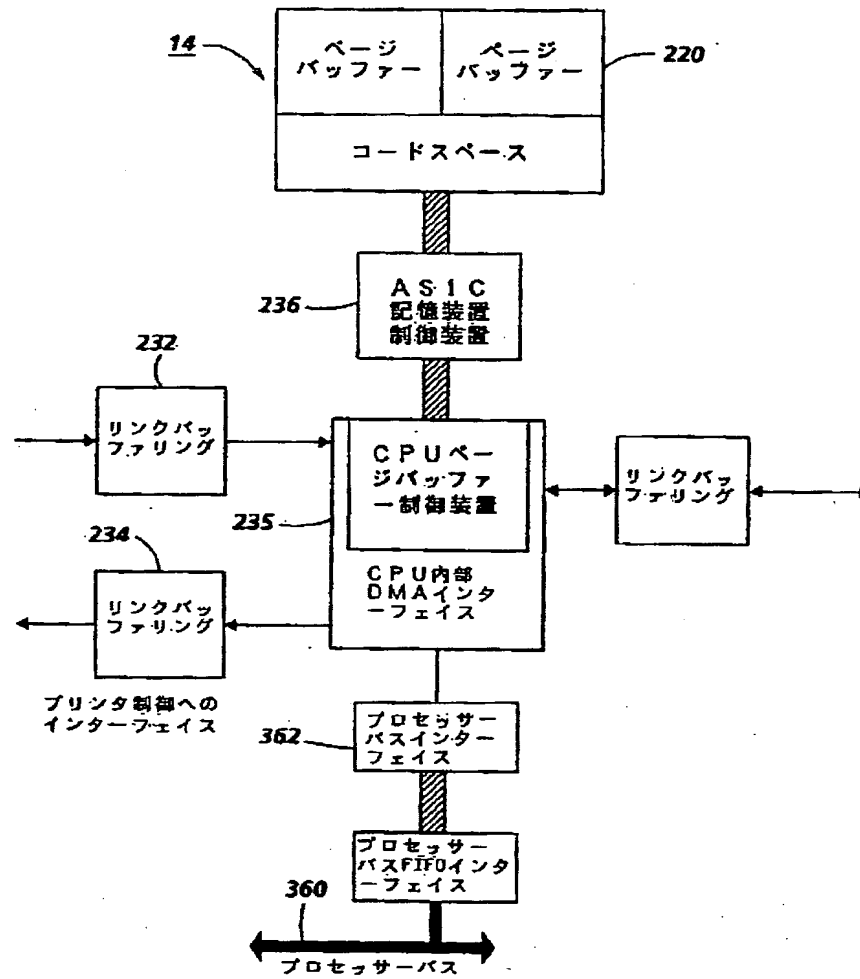 14
ページ
バッファー
ページ
バッファー
220
コードスペース
236
ASIC
記憶装置
制御装置
232
リンクバッ
ファリング
CPUペー
ジバッファ
ー制御装置
リンクバッ
ファリング
235
234
CPU内部
DMAインタ
ーフェイス
リンクバッ
ファリング
プリンタ制御への
インターフェイス
362
プロセッサー
バスインター
フェイス
プロセッサー
バスFIFOインタ
ーフェイス
360
プロセッサーバス